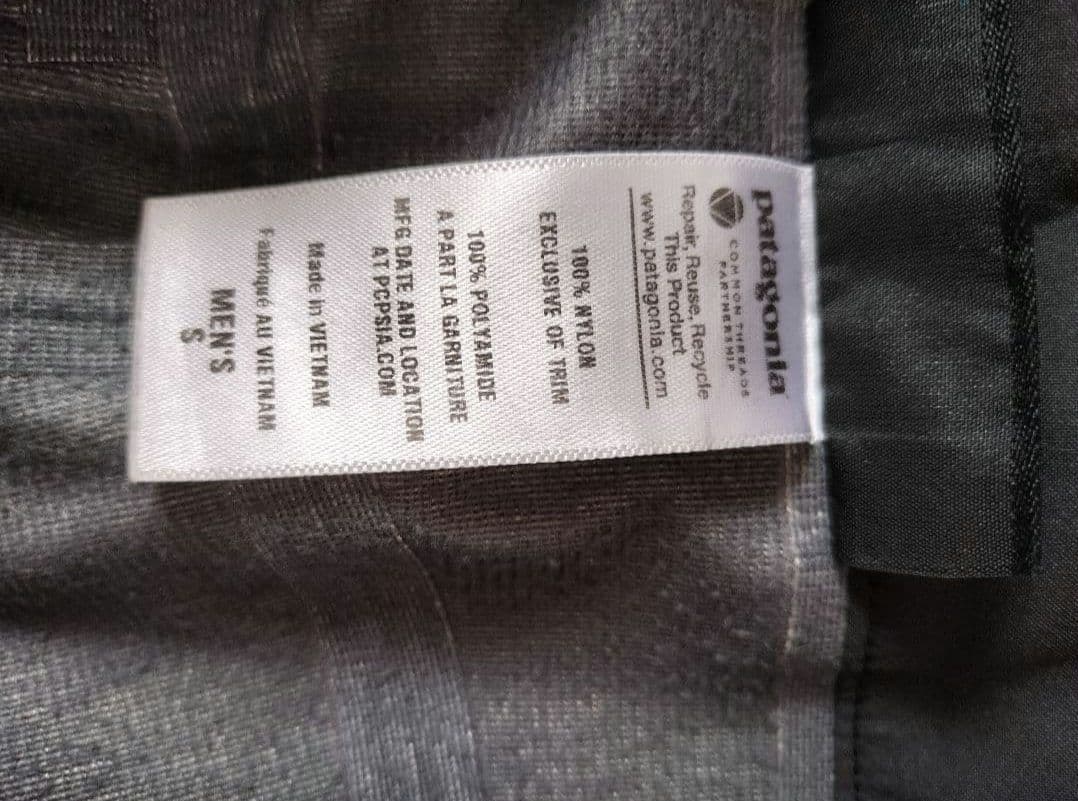 patagonia
COMMON THREADS
PARTNERSHIP
Repair, Reuse, Recycle
This Product
www.patagonia.com
100% NYLON
EXCLUSIVE OF TRIM
100% POLYAMIDE
A PART LA GARNITURE
MFG DATE AND LOCATION
AT PCPSIA.COM
Made in VIETNAM
Fabriqué AU VIETNAM
MEN'S
S